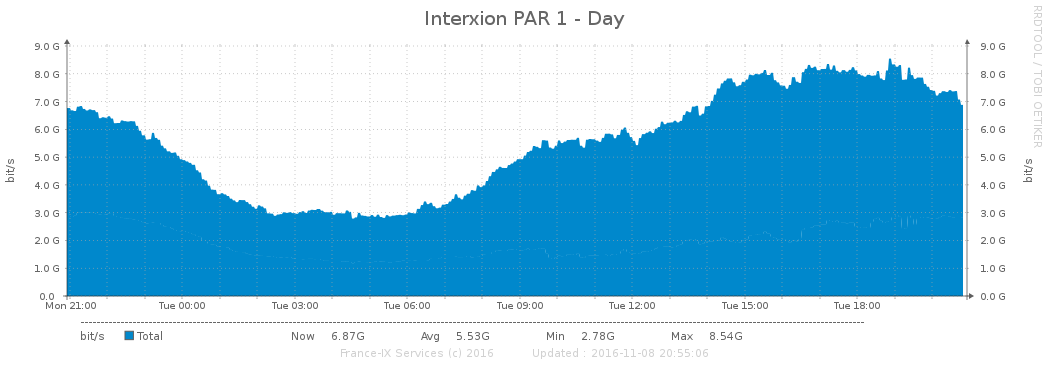 Interxion PAR 1 - Day
RRDTOOL / TOBI OETIKER
bit/s
9.0 G 9.0 G
8.0 G 8.0 G
7.0 G 7.0 G
6.0 G 6.0 G
5.0 G 5.0 G
4.0 G 4.0 G
3.0 G 3.0 G
2.0 G 2.0 G
1.0 G 1.0 G
0.0 0.0 G
bit/s
Mon 21:00 Tue 00:00 Tue 03:00 Tue 06:00 Tue 09:00 Tue 12:00 Tue 15:00 Tue 18:00
bit/s Total Now 6.87G Avg 5.53G Min 2.78G Max 8.54G
France-IX Services (c) 2016 Updated : 2016-11-08 20:55:06